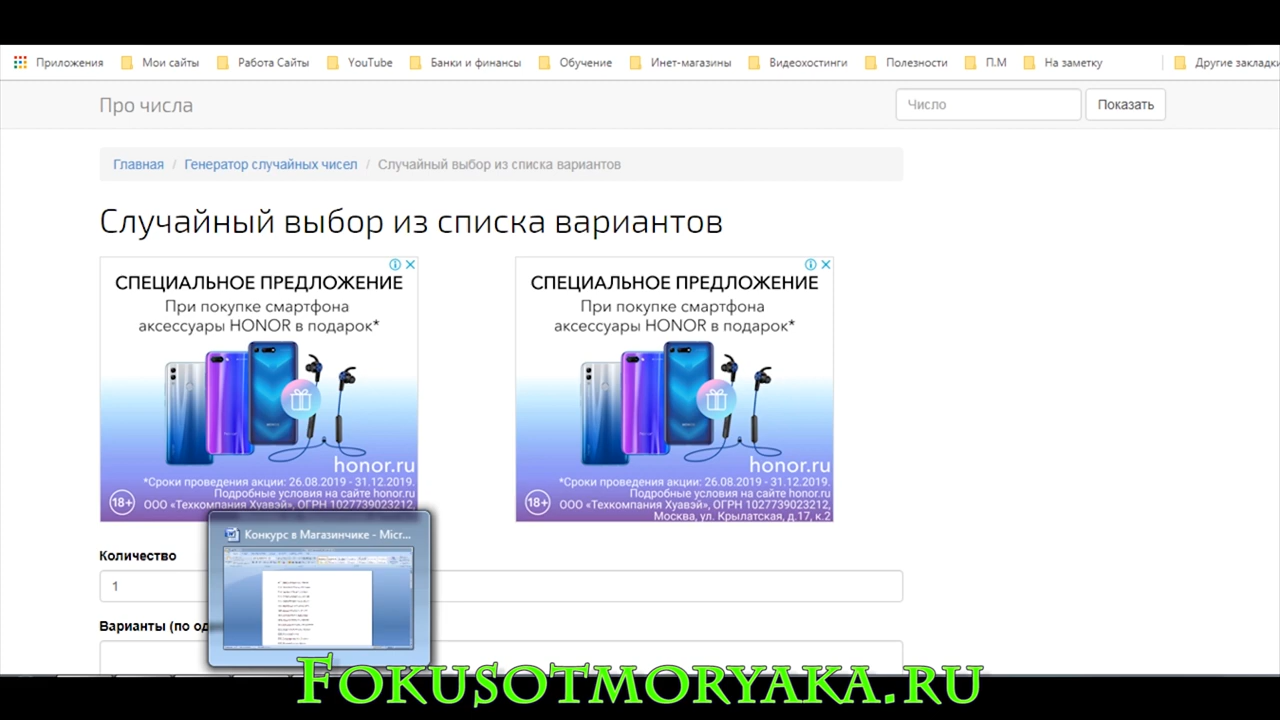 Приложения Мои сайты Работа Сайты YouTube Банки и финансы Обучение Инет-магазины Видеохостинги Полезности П.М На заметку Другие закладки
Про числа
Число Показать
Главная / Генератор случайных чисел / Случайный выбор из списка вариантов
Случайный выбор из списка вариантов
СПЕЦИАЛЬНОЕ ПРЕДЛОЖЕНИЕ
При покупке смартфона
аксессуары HONOR в подарок*
honor.ru
*Сроки проведения акции: 26.08.2019 - 31.12.2019.
Подробные условия на сайте honor.ru
18+ ООО «Техкомпания Хуавэй», ОГРН 1027739023212,
СПЕЦИАЛЬНОЕ ПРЕДЛОЖЕНИЕ
При покупке смартфона
аксессуары HONOR в подарок*
honor.ru
*Сроки проведения акции: 26.08.2019 - 31.12.2019.
Подробные условия на сайте honor.ru
18+ ООО «Техкомпания Хуавэй», ОГРН 1027739023212,
Москва, ул. Крылатская, д.17, к.2
Конкурс в Магазинчике - Micr...
Количество
1
Варианты (по од
Fokusotmoryaka.ru